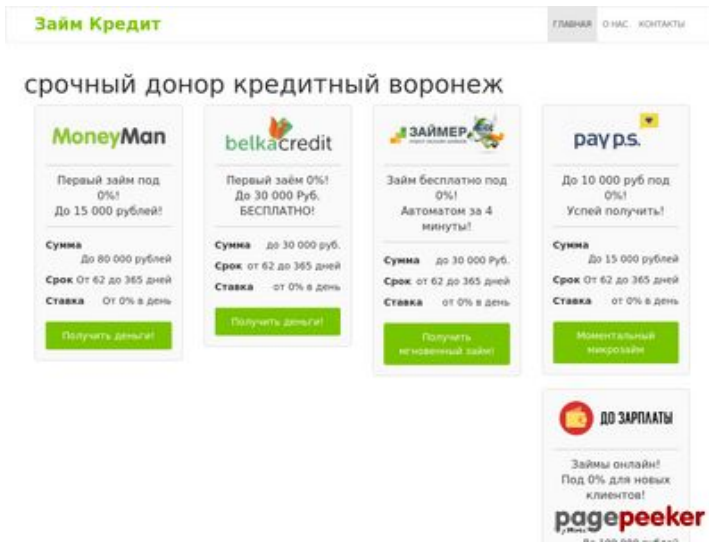 Займ Кредит
ГЛАВНАЯ О НАС КОНТАКТЫ
срочный донор кредитный воронеж
MoneyMan
Первый займ под
0%!
До 15 000 рублей!
Сумма
До 80 000 рублей
Срок От 62 до 365 дней
Ставка От 0% в день
Получить деньги!
belkacredit
Первый заём 0%!
До 30 000 Руб.
БЕСПЛАТНО!
Сумма до 30 000 руб.
Срок от 62 до 365 дней
Ставка от 0% в день
Получить деньги!
ЗАЙМЕР
Займ бесплатно под
0%!
Автоматом за 4
минуты!
Сумма до 30 000 Руб.
Срок от 62 до 365 дней
Ставка от 0% в день
Получить
мгновенный займ!
pay p.s.
До 10 000 руб под
0%!
Успей получить!
Сумма
До 15 000 рублей
Срок От 62 до 365 дней
Ставка От 0% в день
Моментальный
микрозайм
ДО ЗАРПЛАТЫ
Займы онлайн!
Под 0% для новых
клиентов!
pagepeeker
До 100 000 рублей